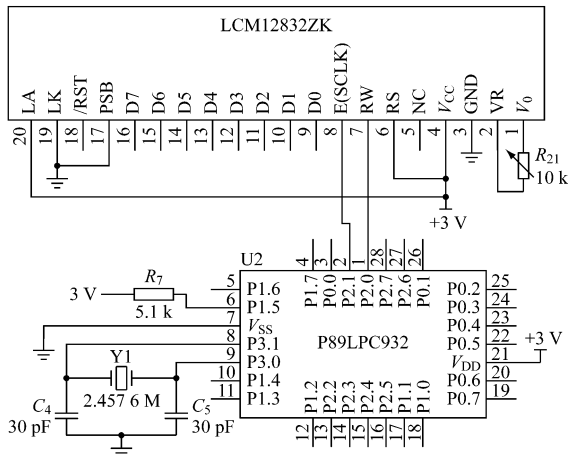 LCM12832ZK
LA LK /RST PSB D7 D6 D5 D4 D3 D2 D1 D0 E(SCLK) RW RS NC VCC GND VR V0
20 19 18 17 16 15 14 13 12 11 10 9 8 7 6 5 4 3 2 1
R21
10 k
+3 V
U2
4 3 2 1 28 27 26
P1.7 P0.0 P2.1 P2.0 P2.7 P2.6 P0.1
R7
3 V
5.1 k
5 P1.6
6 P1.5
7 VSS
8 P3.1
9 P3.0
10 P1.4
11 P1.3
P89LPC932
P0.2 25
P0.3 24
P0.4 23
P0.5 22
VDD 21
P0.6 20
P0.7 19
+3 V
Y1
2.457 6 M
C4
30 pF
C5
30 pF
P1.2 P2.2 P2.3 P2.4 P2.5 P1.1 P1.0
12 13 14 15 16 17 18